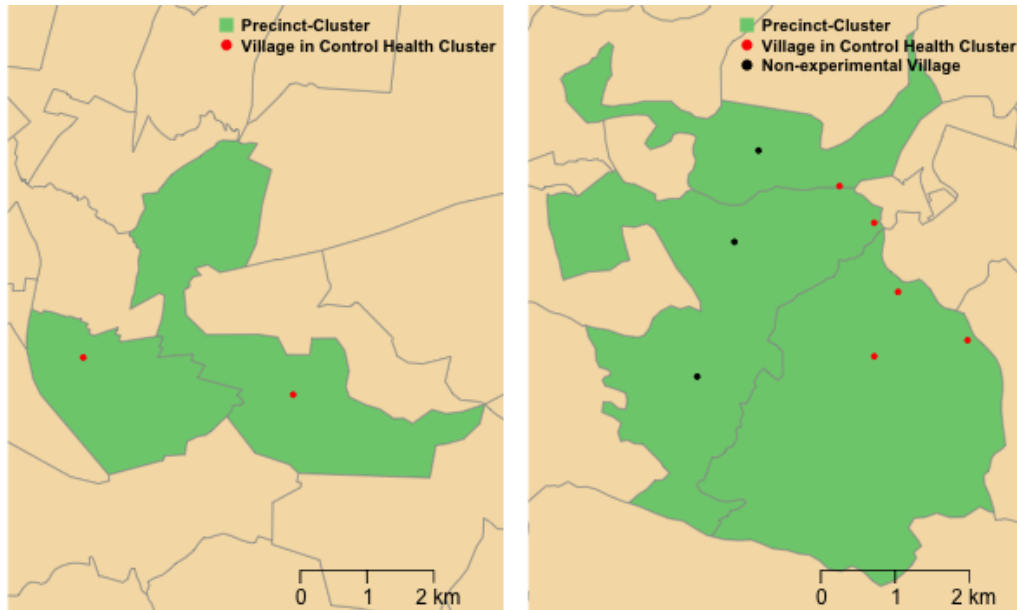 Precinct-Cluster
Village in Control Health Cluster
0 1 2 km
Precinct-Cluster
Village in Control Health Cluster
Non-experimental Village
0 1 2 km